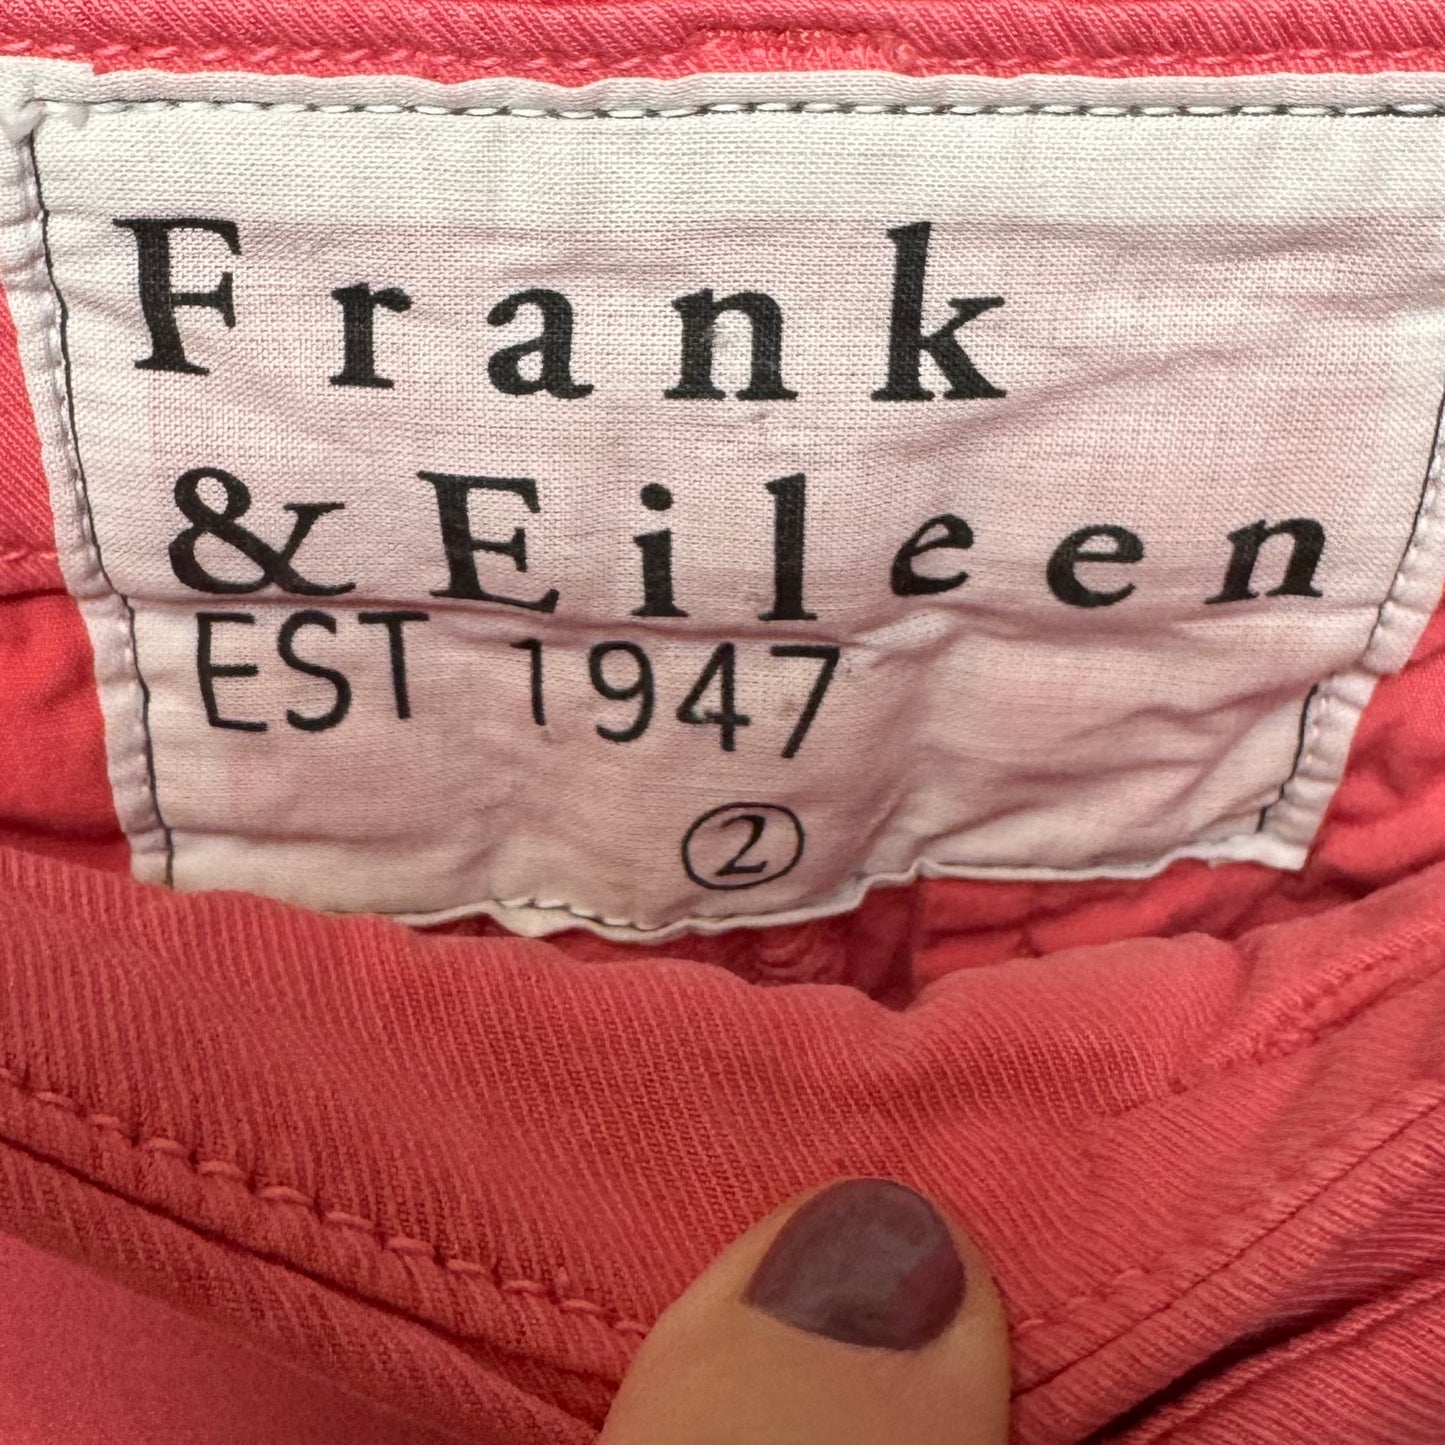 Frank
& Eileen
EST 1947
2